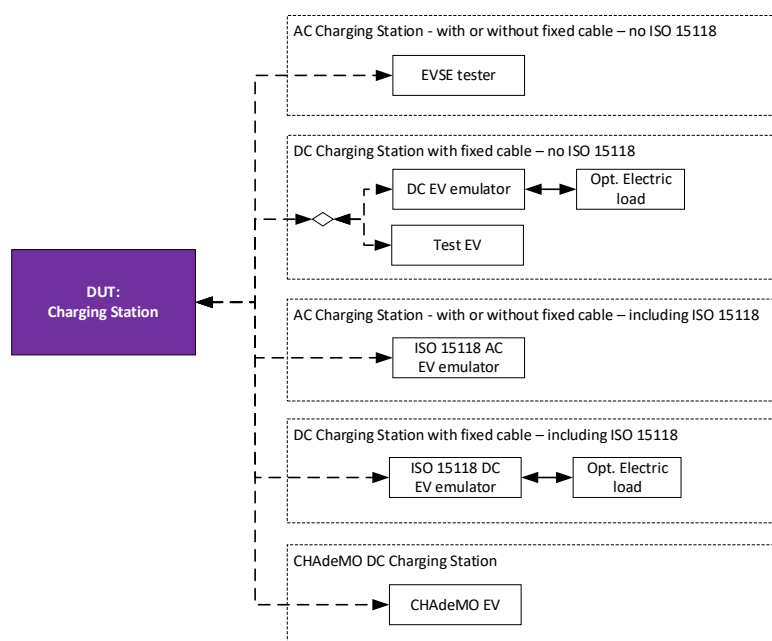 AC Charging Station - with or without fixed cable – no ISO 15118
EVSE tester
DC Charging Station with fixed cable – no ISO 15118
DC EV emulator
Opt. Electric
load
Test EV
DUT:
Charging Station
AC Charging Station - with or without fixed cable – including ISO 15118
ISO 15118 AC
EV emulator
DC Charging Station with fixed cable – including ISO 15118
ISO 15118 DC
EV emulator
Opt. Electric
load
CHAdeMO DC Charging Station
CHAdeMO EV